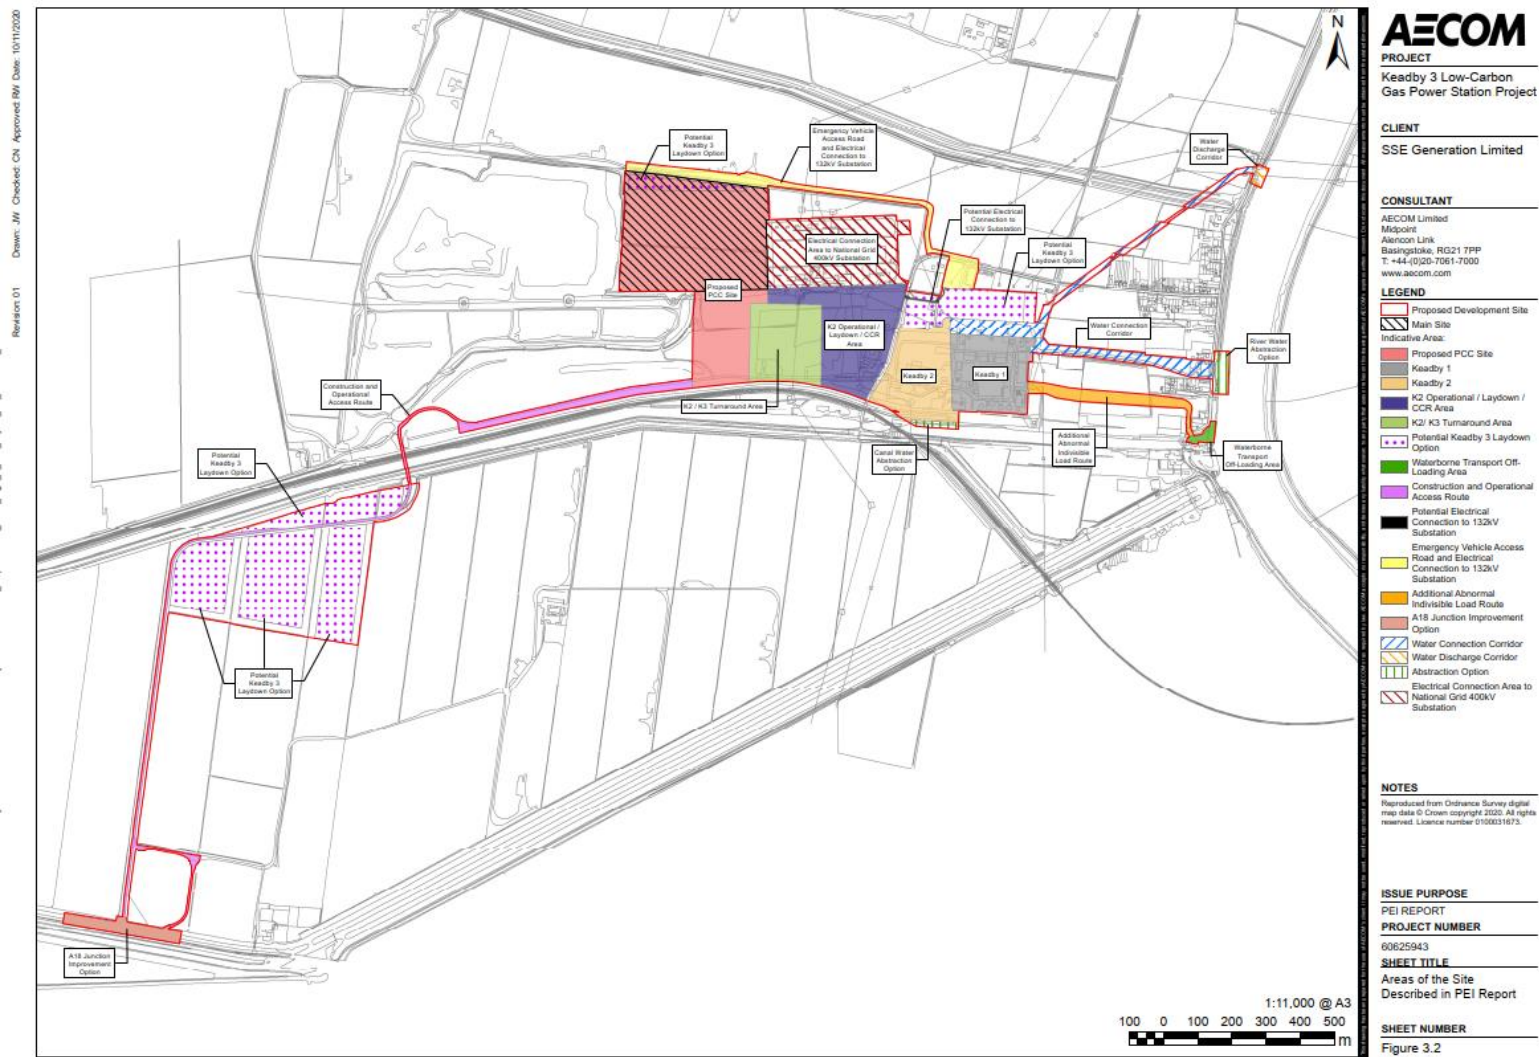 Drawn: JW Checked: CN Approved: RW Date: 10/11/2020
Revision: 01
N
Potential
Keadby 3
Laydown Option
Emergency Vehicle
Access Road
and Electrical
Connection to
132kV Substation
Water
Discharge
Corridor
Potential Electrical
Connection to
132kV Substation
Electrical Connection
Area to National Grid
400kV Substation
Potential
Keadby 3
Laydown Option
Proposed
PCC Site
K2 Operational /
Laydown / CCR
Area
Water Connection
Corridor
River Water
Abstraction
Option
Keadby 2
Keadby 1
Construction and
Operational
Access Route
K2 / K3 Turnaround Area
Potential
Keadby 3
Laydown Option
Canal Water
Abstraction
Option
Additional
Abnormal
Indivisible
Load Route
Waterborne
Transport
Off-Loading Area
Potential
Keadby 3
Laydown Option
A18 Junction
Improvement
Option
1:11,000 @ A3
100 0 100 200 300 400 500
m
AECOM
PROJECT
Keadby 3 Low-Carbon
Gas Power Station Project
CLIENT
SSE Generation Limited
CONSULTANT
AECOM Limited
Midpoint
Alencon Link
Basingstoke, RG21 7PP
T: +44-(0)20-7061-7000
www.aecom.com
LEGEND
Proposed Development Site
Main Site
Indicative Area:
Proposed PCC Site
Keadby 1
Keadby 2
K2 Operational / Laydown /
CCR Area
K2/ K3 Turnaround Area
Potential Keadby 3 Laydown
Option
Waterborne Transport Off-
Loading Area
Construction and Operational
Access Route
Potential Electrical
Connection to 132kV
Substation
Emergency Vehicle Access
Road and Electrical
Connection to 132kV
Substation
Additional Abnormal
Indivisible Load Route
A18 Junction Improvement
Option
Water Connection Corridor
Water Discharge Corridor
Abstraction Option
Electrical Connection Area to
National Grid 400kV
Substation
NOTES
Reproduced from Ordnance Survey digital
map data © Crown copyright 2020. All rights
reserved. Licence number 0100031673.
ISSUE PURPOSE
PEI REPORT
PROJECT NUMBER
60625943
SHEET TITLE
Areas of the Site
Described in PEI Report
SHEET NUMBER
Figure 3.2